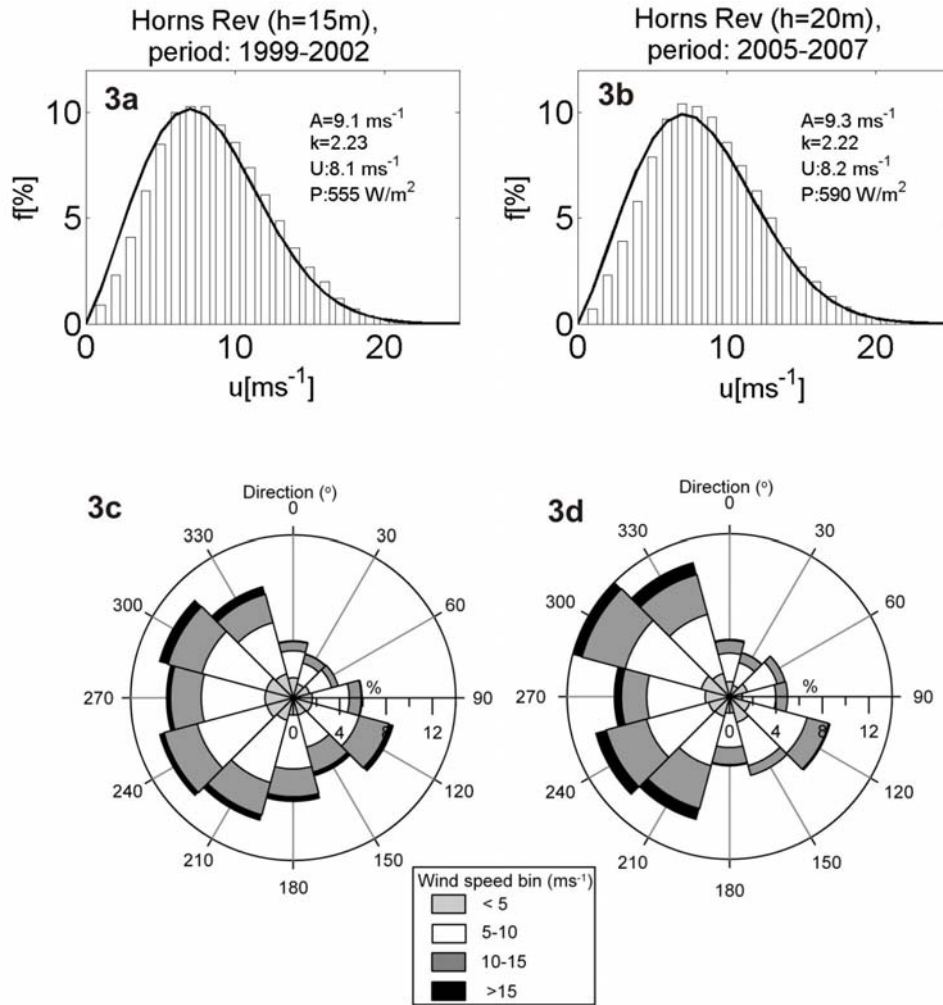 Horns Rev (h=15m),
period: 1999-2002
3a
A=9.1 ms⁻¹
k=2.23
U:8.1 ms⁻¹
P:555 W/m²
f[%]
10
5
0
0 10 20
u[ms⁻¹]
Horns Rev (h=20m)
period: 2005-2007
3b
A=9.3 ms⁻¹
k=2.22
U:8.2 ms⁻¹
P:590 W/m²
f[%]
10
5
0
0 10 20
u[ms⁻¹]
3c
Direction (°)
0
330 30
300 60
%
270 90
0 4 8 12
240 120
210 150
180
3d
Direction (°)
0
330 30
300 60
%
270 90
0 4 8 12
240 120
210 150
180
Wind speed bin (ms⁻¹)
< 5
5-10
10-15
>15